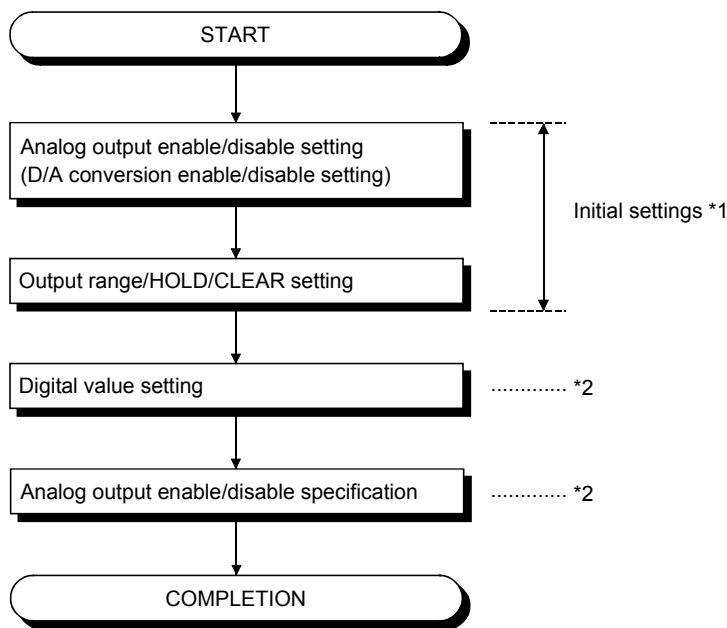 START
Analog output enable/disable setting
(D/A conversion enable/disable setting)
Initial settings *1
Output range/HOLD/CLEAR setting
Digital value setting
............. *2
Analog output enable/disable specification
............. *2
COMPLETION